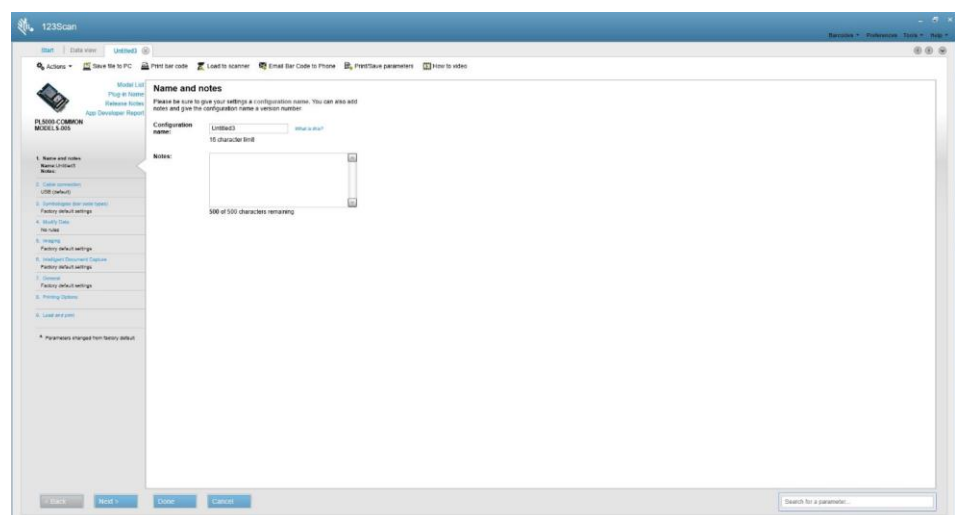 123Scan
Barcodes Preferences Tools Help
Start Data view Untitled3
Actions Save file to PC Print bar code Load to scanner Email Bar Code to Phone Print/Save parameters How to video
Model List
Plug-in Name
Release Notes
App Developer Report
PL5000-COMMON
MODELS-005
1. Name and notes
Name:Untitled3
Notes:
2. Cable connection
USB (default)
3. Symbologies (bar code types)
Factory default settings
4. Modify Data
No rules
5. Imaging
Factory default settings
6. Intelligent Document Capture
Factory default settings
7. General
Factory default settings
8. Printing Options
9. Load and print
* Parameters changed from factory default
Name and notes
Please be sure to give your settings a configuration name. You can also add
notes and give the configuration name a version number.
Configuration
name:
Untitled3
What is this?
16 character limit
Notes:
500 of 500 characters remaining
< Back Next > Done Cancel
Search for a parameter...